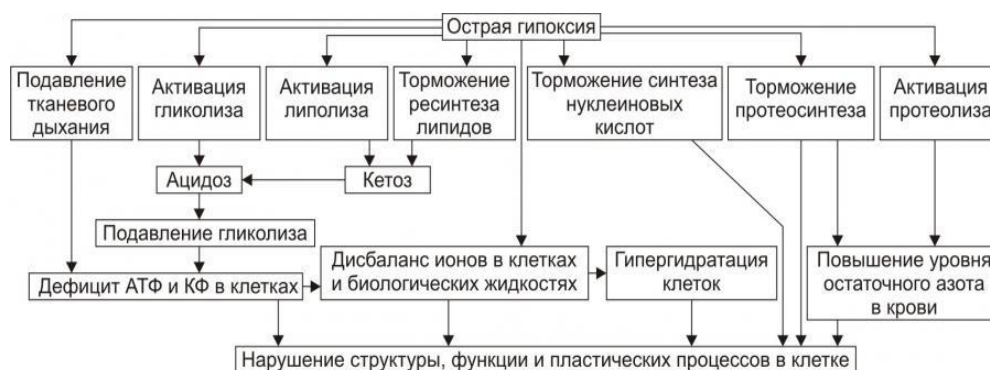 Острая гипоксия
Подавление
тканевого
дыхания
Активация
гликолиза
Активация
липолиза
Торможение
ресинтеза
липидов
Торможение синтеза
нуклеиновых
кислот
Торможение
протеосинтеза
Активация
протеолиза
Ацидоз
Кетоз
Подавление гликолиза
Дефицит АТФ и КФ в клетках
Дисбаланс ионов в клетках
и биологических жидкостях
Гипергидратация
клеток
Повышение уровня
остаточного азота
в крови
Нарушение структуры, функции и пластических процессов в клетке